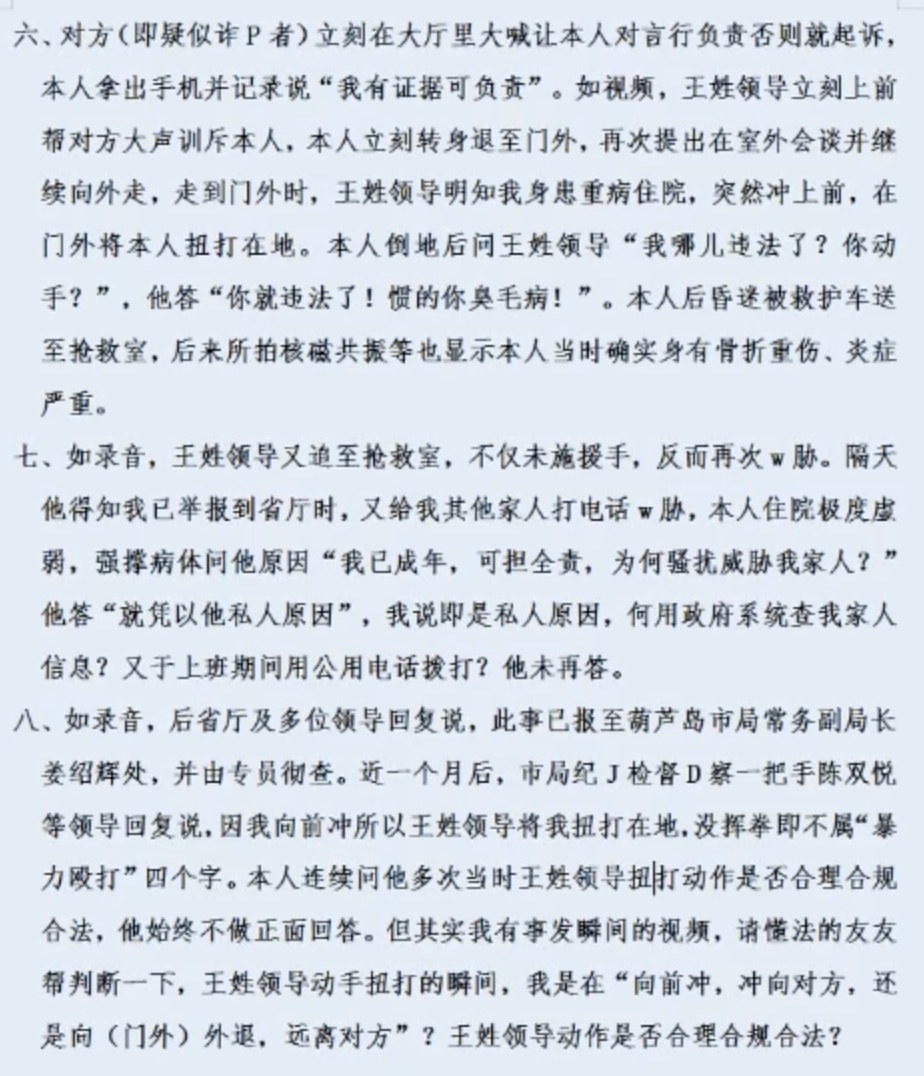 六、对方（即疑似诈 P 者）立刻在大厅里大喊让本人对言行负责否则就起诉，
本人拿出手机并记录说“我有证据可负责”。如视频，王姓领导立刻上前
帮对方大声训斥本人，本人立刻转身退至门外，再次提出在室外会谈并继
续向外走，走到门外时，王姓领导明知我身患重病住院，突然冲上前，在
门外将本人扭打在地。本人倒地后问王姓领导“我哪儿违法了？你动
手？”，他答“你就违法了！惯的你臭毛病！”。本人后昏迷被救护车送
至抢救室，后来所拍核磁共振等也显示本人当时确实身有骨折重伤、炎症
严重。
七、如录音，王姓领导又追至抢救室，不仅未施援手，反而再次 w 胁。隔天
他得知我已举报到省厅时，又给我其他家人打电话 w 胁，本人住院极度虚
弱，强撑病体问他原因“我已成年，可担全责，为何骚扰威胁我家人？”
他答“就凭以他私人原因”，我说即是私人原因，何用政府系统查我家人
信息？又于上班期间用公用电话拨打？他未再答。
八、如录音，后省厅及多位领导回复说，此事已报至葫芦岛市局常务副局长
姜绍辉处，并由专员彻查。近一个月后，市局纪 J 检督 D 察一把手陈双悦
等领导回复说，因我向前冲所以王姓领导将我扭打在地，没挥拳即不属“暴
力殴打”四个字。本人连续问他多次当时王姓领导扭打动作是否合理合规
合法，他始终不做正面回答。但其实我有事发瞬间的视频，请懂法的友友
帮判断一下，王姓领导动手扭打的瞬间，我是在“向前冲，冲向对方，还
是向（门外）外退，远离对方”？王姓领导动作是否合理合规合法？